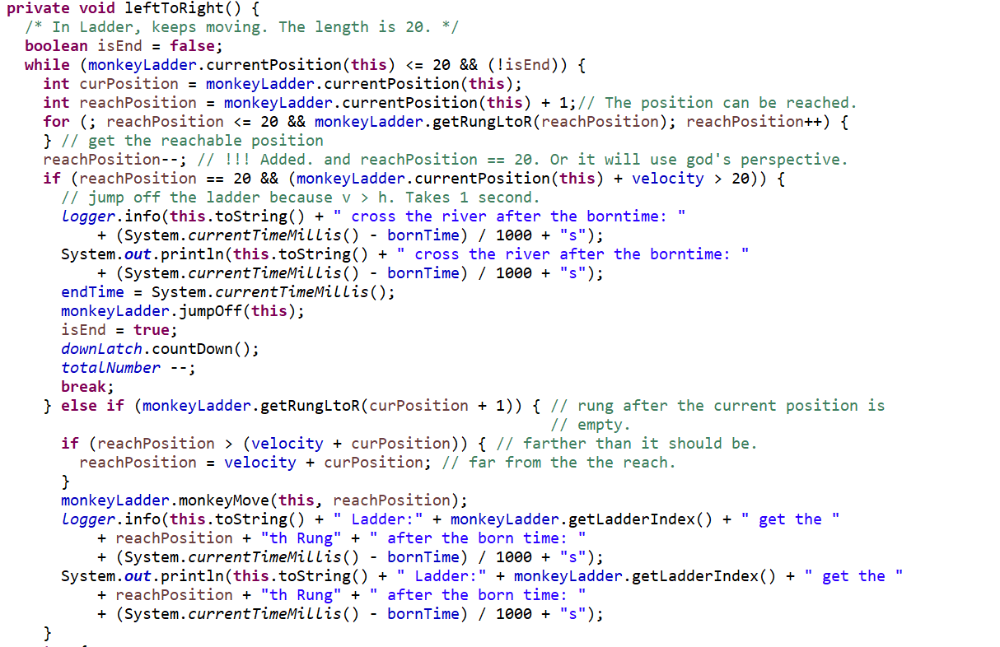 private void leftToRight() {
/* In Ladder, keeps moving. The length is 20. */
boolean isEnd = false;
while (monkeyLadder.currentPosition(this) <= 20 && (!isEnd)) {
int curPosition = monkeyLadder.currentPosition(this);
int reachPosition = monkeyLadder.currentPosition(this) + 1;// The position can be reached.
for (; reachPosition <= 20 && monkeyLadder.getRungLtoR(reachPosition); reachPosition++) {
} // get the reachable position
reachPosition--; // !!! Added. and reachPosition == 20. Or it will use god's perspective.
if (reachPosition == 20 && (monkeyLadder.currentPosition(this) + velocity > 20)) {
// jump off the ladder because v > h. Takes 1 second.
logger.info(this.toString() + " cross the river after the borntime: "
+ (System.currentTimeMillis() - bornTime) / 1000 + "s");
System.out.println(this.toString() + " cross the river after the borntime: "
+ (System.currentTimeMillis() - bornTime) / 1000 + "s");
endTime = System.currentTimeMillis();
monkeyLadder.jumpOff(this);
isEnd = true;
downLatch.countDown();
totalNumber --;
break;
} else if (monkeyLadder.getRungLtoR(curPosition + 1)) { // rung after the current position is
// empty.
if (reachPosition > (velocity + curPosition)) { // farther than it should be.
reachPosition = velocity + curPosition; // far from the the reach.
}
monkeyLadder.monkeyMove(this, reachPosition);
logger.info(this.toString() + " Ladder:" + monkeyLadder.getLadderIndex() + " get the "
+ reachPosition + "th Rung" + " after the born time: "
+ (System.currentTimeMillis() - bornTime) / 1000 + "s");
System.out.println(this.toString() + " Ladder:" + monkeyLadder.getLadderIndex() + " get the "
+ reachPosition + "th Rung" + " after the born time: "
+ (System.currentTimeMillis() - bornTime) / 1000 + "s");
}